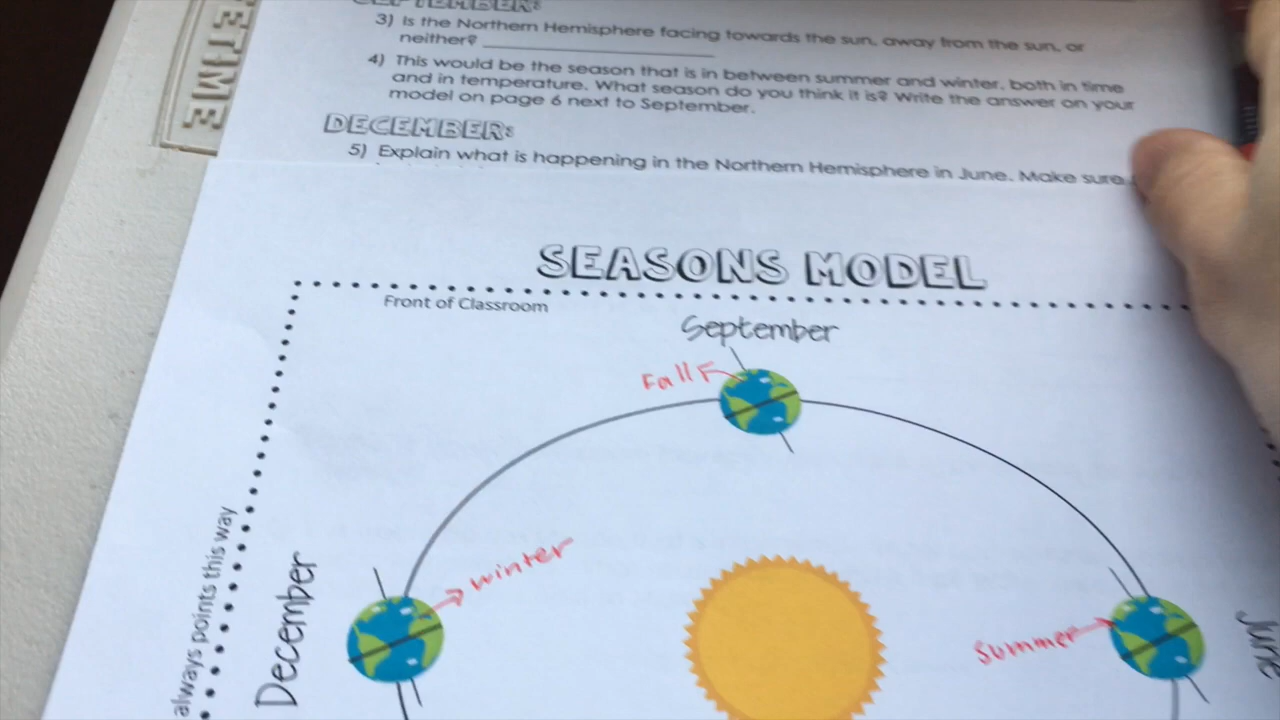 SEPTEMBER:
3) Is the Northern Hemisphere facing towards the sun, away from the sun, or
neither? _______________
4) This would be the season that is in between summer and winter, both in time
and in temperature. What season do you think it is? Write the answer on your
model on page 6 next to September.
DECEMBER:
5) Explain what is happening in the Northern Hemisphere in June. Make sure
ETIME
SEASONS MODEL
Front of Classroom
September
Fall
winter
summer
December
June
always points this way